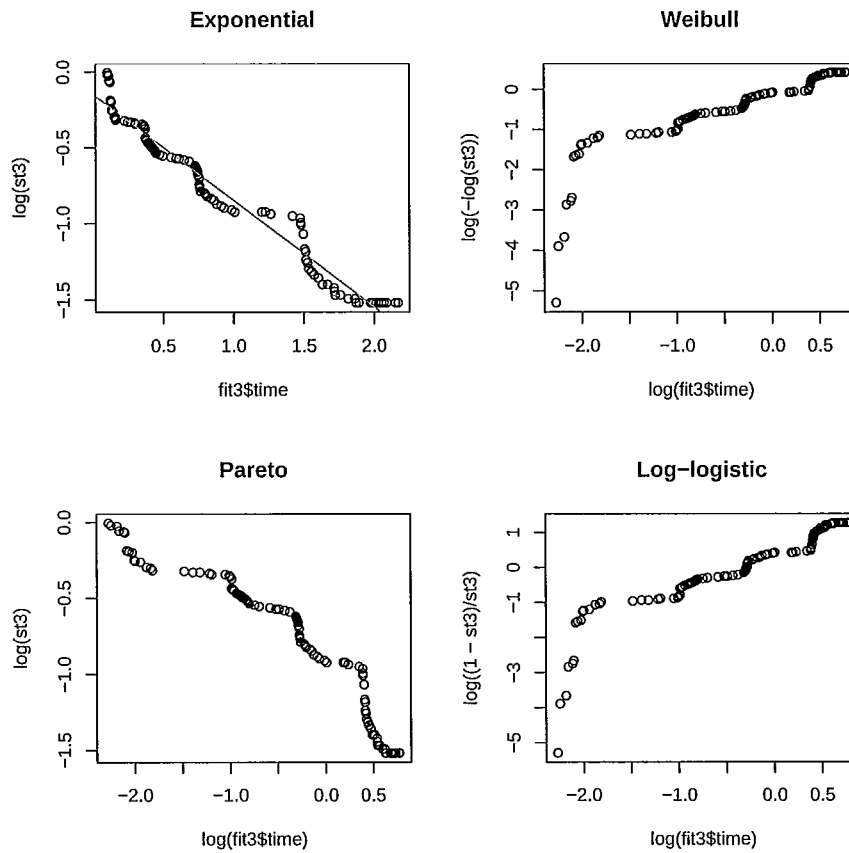 Exponential
log(st3)
0.0
−0.5
−1.0
−1.5
0.5
1.0
1.5
2.0
fit3$time
Weibull
log(−log(st3))
0
−1
−2
−3
−4
−5
−2.0
−1.0
0.0
0.5
log(fit3$time)
Pareto
log(st3)
0.0
−0.5
−1.0
−1.5
−2.0
−1.0
0.0
0.5
log(fit3$time)
Log−logistic
log((1 − st3)/st3)
1
0
−1
−3
−5
−2.0
−1.0
0.0
0.5
log(fit3$time)